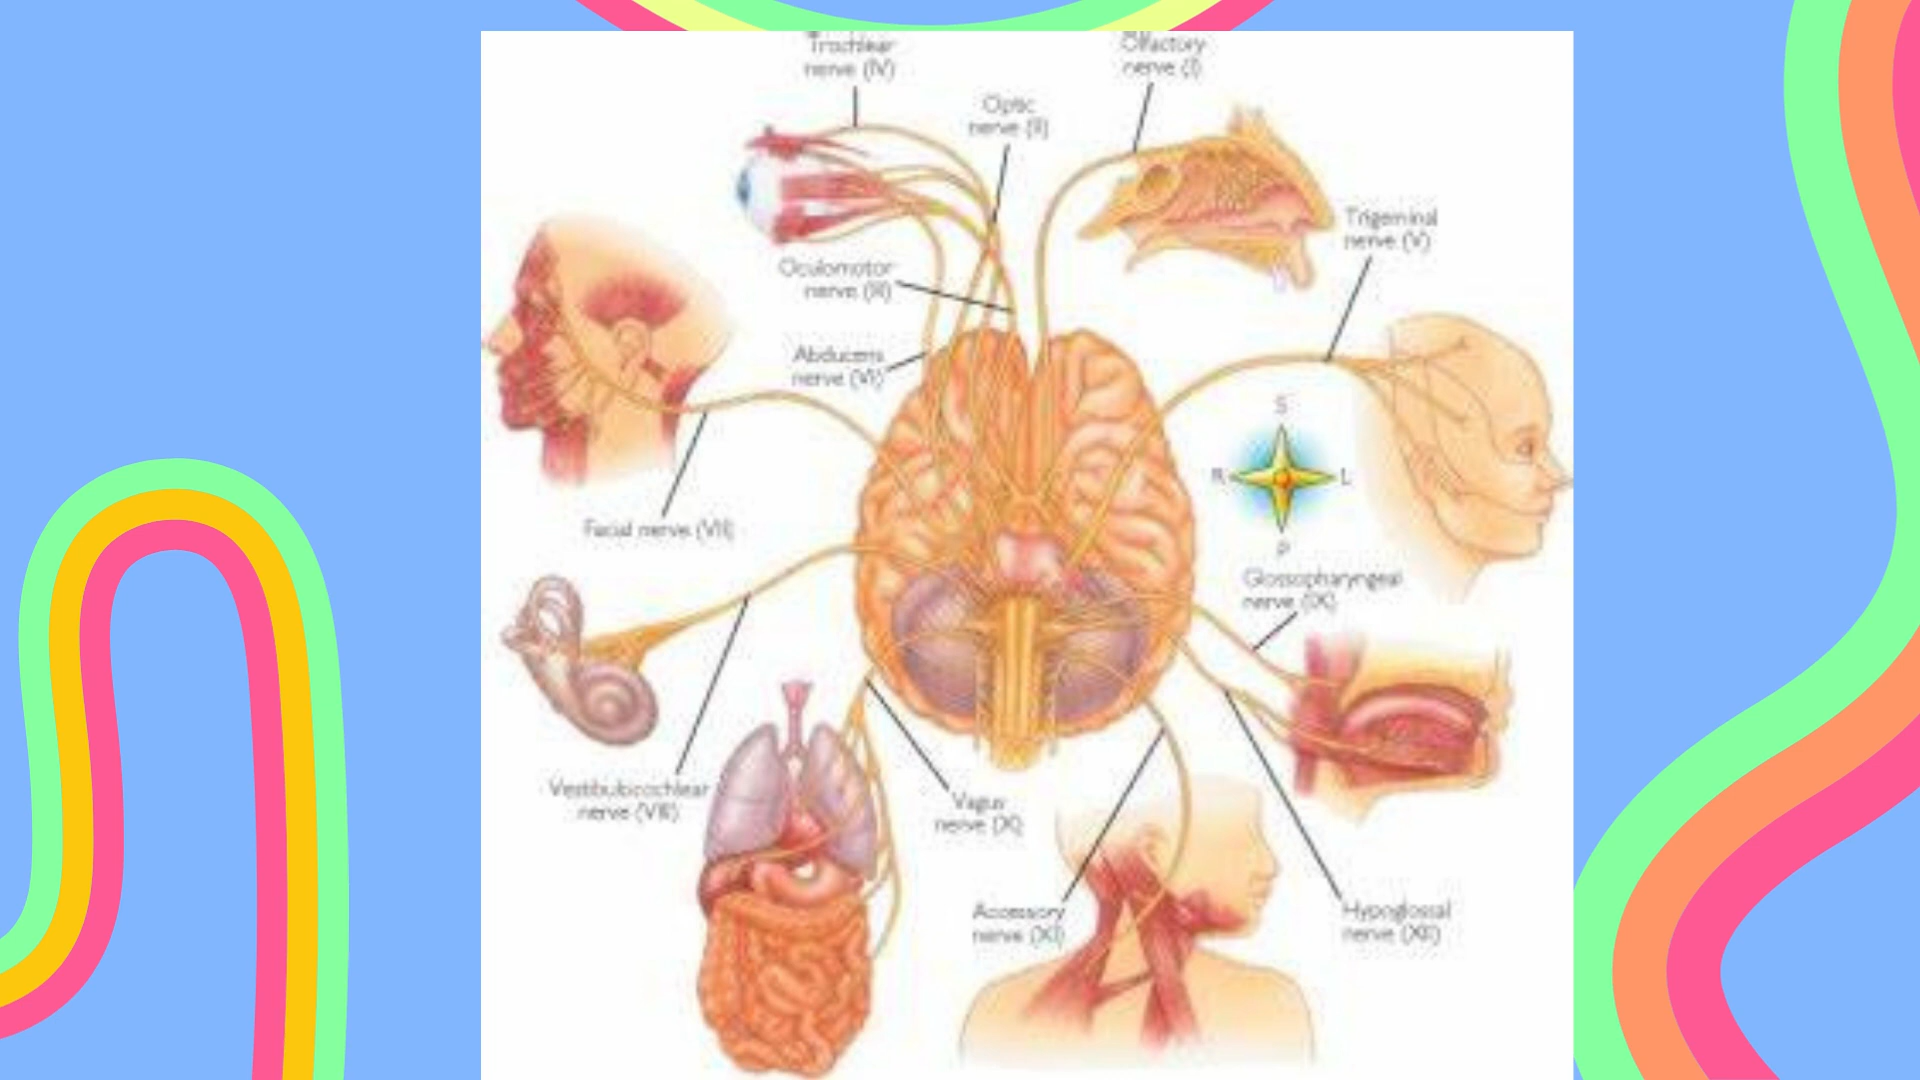 Trochlear
nerve (IV)
Olfactory
nerve (I)
Optic
nerve (II)
Trigeminal
nerve (V)
Oculomotor
nerve (III)
Abducens
nerve (VI)
S
R
L
P
Facial nerve (VII)
Glossopharyngeal
nerve (IX)
Vestibulocochlear
nerve (VIII)
Vagus
nerve (X)
Accessory
nerve (XI)
Hypoglossal
nerve (XII)